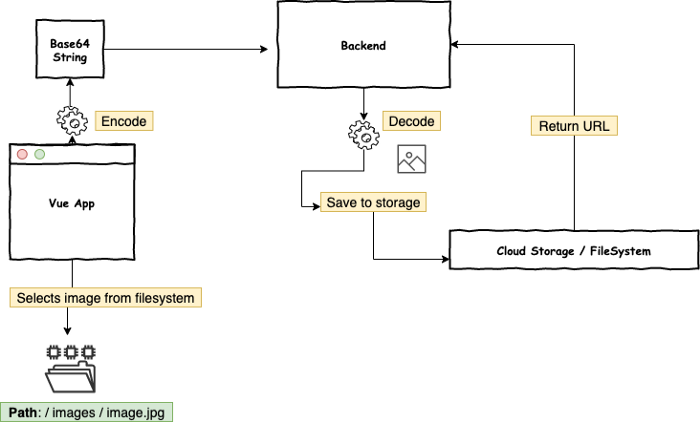 Base64
String
Backend
Encode
Decode
Return URL
Vue App
Save to storage
Cloud Storage / FileSystem
Selects image from filesystem
Path: / images / image.jpg